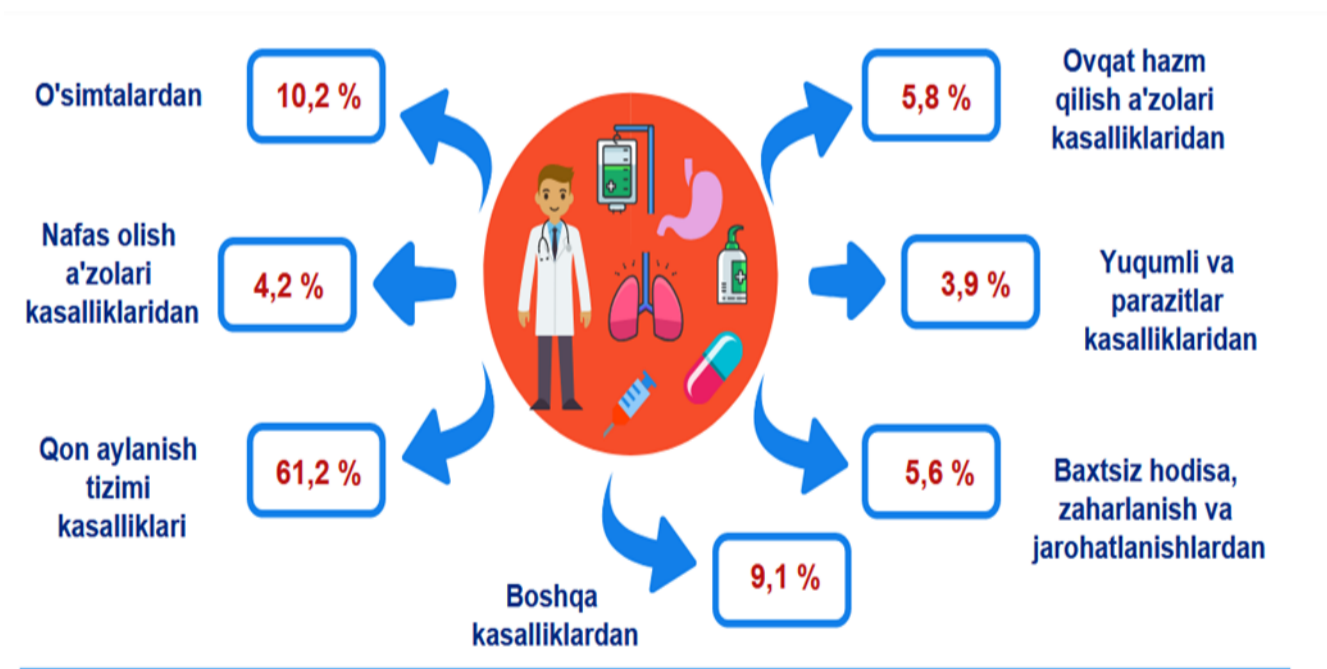 O'simtalardan
10,2 %
Nafas olish
a'zolari
kasalliklaridan
4,2 %
Qon aylanish
tizimi
kasalliklari
61,2 %
Boshqa
kasalliklardan
9,1 %
Ovqat hazm
qilish a'zolari
kasalliklaridan
5,8 %
Yuqumli va
parazitlar
kasalliklaridan
3,9 %
Baxtsiz hodisa,
zaharlanish va
jarohatlanishlardan
5,6 %